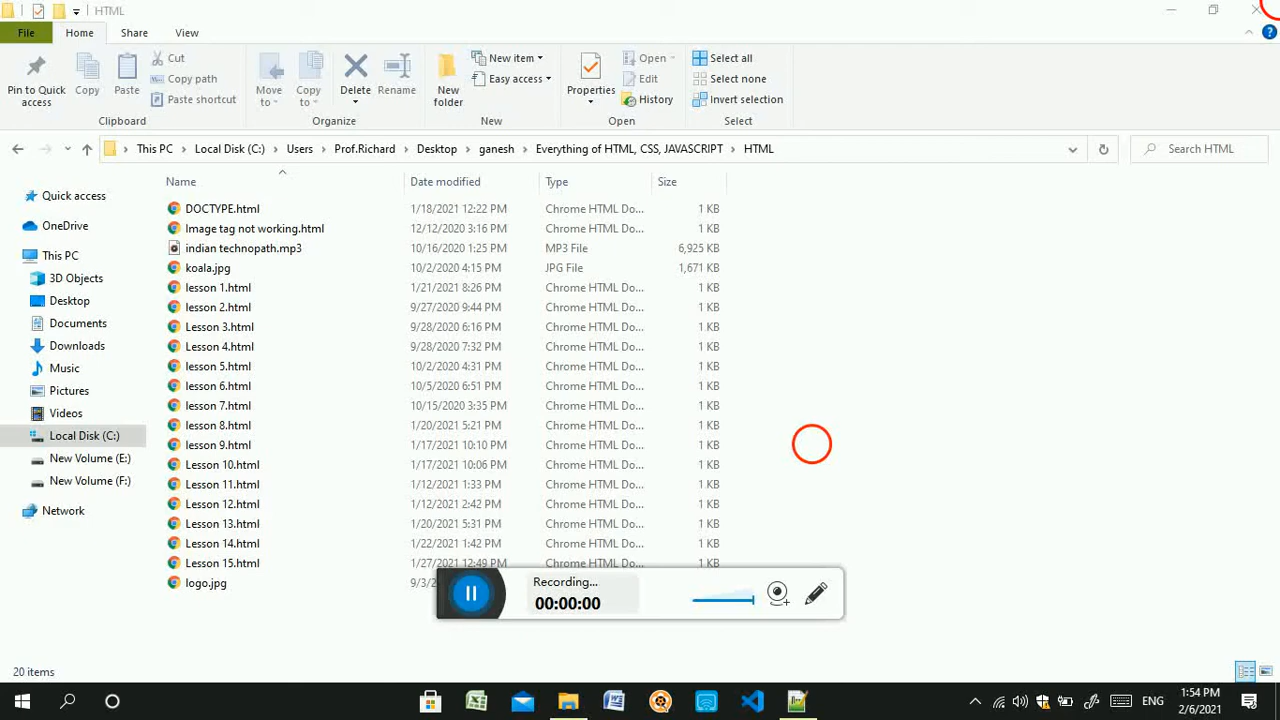 HTML
File Home Share View
Pin to Quick access
Copy
Paste
Cut
Copy path
Paste shortcut
Clipboard
Move to
Copy to
Delete
Rename
Organize
New folder
New item
Easy access
New
Properties
Open
Edit
History
Open
Select all
Select none
Invert selection
Select
This PC Local Disk (C:) Users Prof.Richard Desktop ganesh Everything of HTML, CSS, JAVASCRIPT HTML
Search HTML
Quick access
OneDrive
This PC
3D Objects
Desktop
Documents
Downloads
Music
Pictures
Videos
Local Disk (C:)
New Volume (E:)
New Volume (F:)
Network
Name Date modified Type Size
DOCTYPE.html 1/18/2021 12:22 PM Chrome HTML Do... 1 KB
Image tag not working.html 12/12/2020 3:16 PM Chrome HTML Do... 1 KB
indian technopath.mp3 10/16/2020 1:25 PM MP3 File 6,925 KB
koala.jpg 10/2/2020 4:15 PM JPG File 1,671 KB
lesson 1.html 1/21/2021 8:26 PM Chrome HTML Do... 1 KB
lesson 2.html 9/27/2020 9:44 PM Chrome HTML Do... 1 KB
Lesson 3.html 9/28/2020 6:16 PM Chrome HTML Do... 1 KB
Lesson 4.html 9/28/2020 7:32 PM Chrome HTML Do... 1 KB
lesson 5.html 10/2/2020 4:31 PM Chrome HTML Do... 1 KB
lesson 6.html 10/5/2020 6:51 PM Chrome HTML Do... 1 KB
lesson 7.html 10/15/2020 3:35 PM Chrome HTML Do... 1 KB
lesson 8.html 1/20/2021 5:21 PM Chrome HTML Do... 1 KB
lesson 9.html 1/17/2021 10:10 PM Chrome HTML Do... 1 KB
Lesson 10.html 1/17/2021 10:06 PM Chrome HTML Do... 1 KB
Lesson 11.html 1/12/2021 1:33 PM Chrome HTML Do... 1 KB
Lesson 12.html 1/12/2021 2:42 PM Chrome HTML Do... 1 KB
Lesson 13.html 1/20/2021 5:31 PM Chrome HTML Do... 1 KB
Lesson 14.html 1/22/2021 1:42 PM Chrome HTML Do... 1 KB
Lesson 15.html 1/27/2021 12:49 PM Chrome HTML Do... 1 KB
logo.jpg 9/3/2
Recording...
00:00:00
20 items
ENG
1:54 PM
2/6/2021